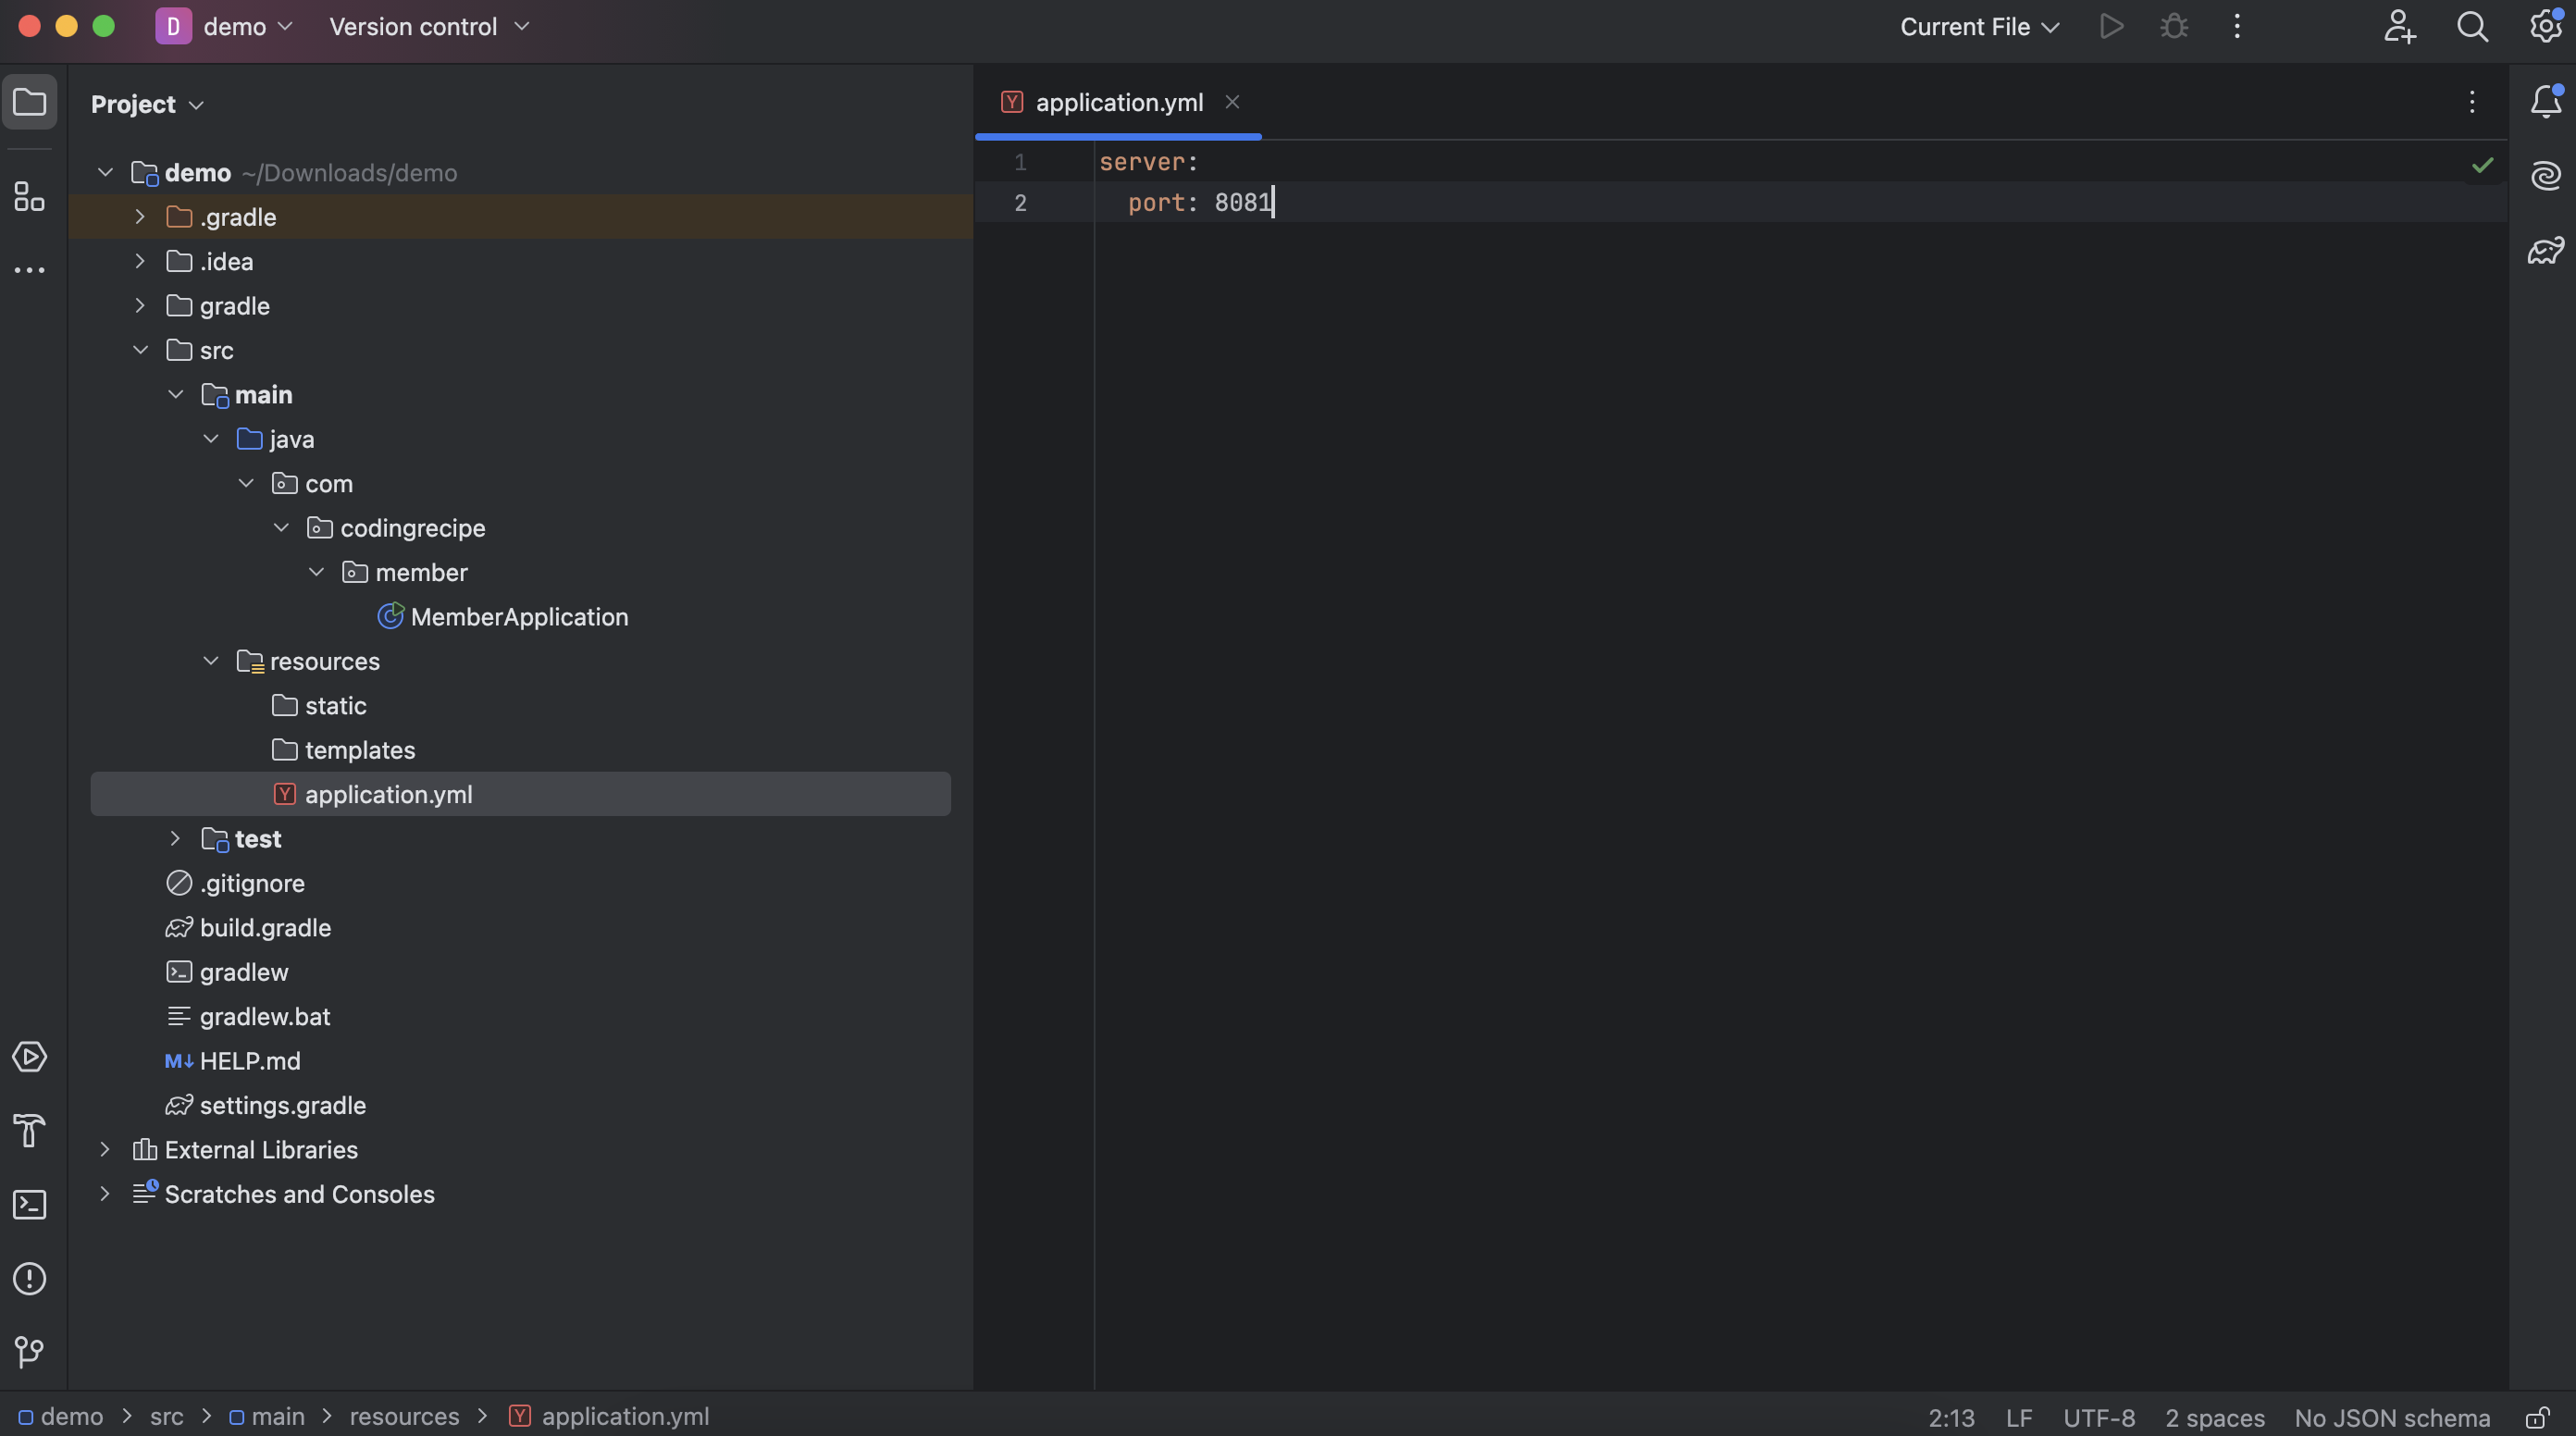 D demo Version control Current File
Project
application.yml
demo ~/Downloads/demo
.gradle
.idea
gradle
src
main
java
com
codingrecipe
member
MemberApplication
resources
static
templates
application.yml
test
.gitignore
build.gradle
gradlew
gradlew.bat
HELP.md
settings.gradle
External Libraries
Scratches and Consoles
1 server:
2 port: 8081
demo > src > main > resources > application.yml
2:13 LF UTF-8 2 spaces No JSON schema